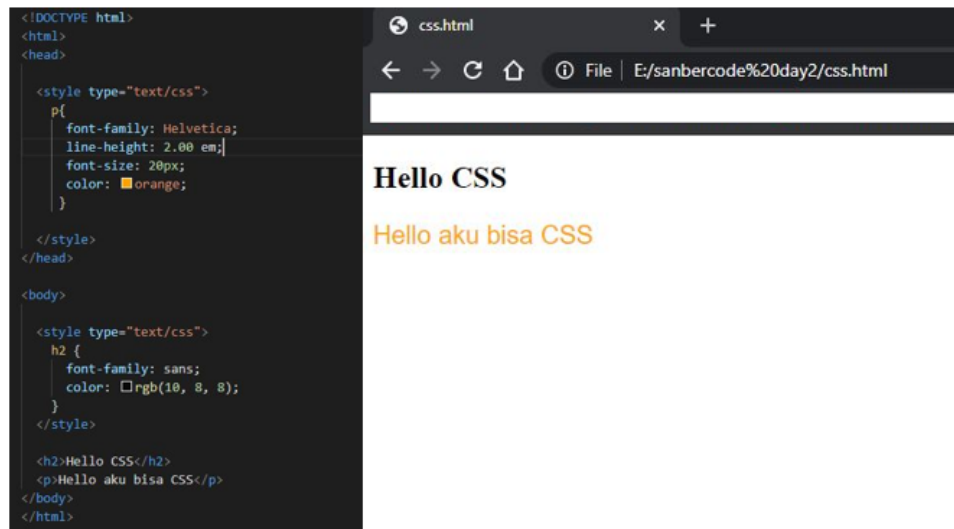 <!DOCTYPE html>
<html>
<head>
<style type="text/css">
p{
font-family: Helvetica;
line-height: 2.00 em;
font-size: 20px;
color: orange;
}
</style>
</head>
<body>
<style type="text/css">
h2 {
font-family: sans;
color: rgb(10, 8, 8);
}
</style>
<h2>Hello CSS</h2>
<p>Hello aku bisa CSS</p>
</body>
</html>
css.html
File
E:/sanbercode%20day2/css.html
Hello CSS
Hello aku bisa CSS